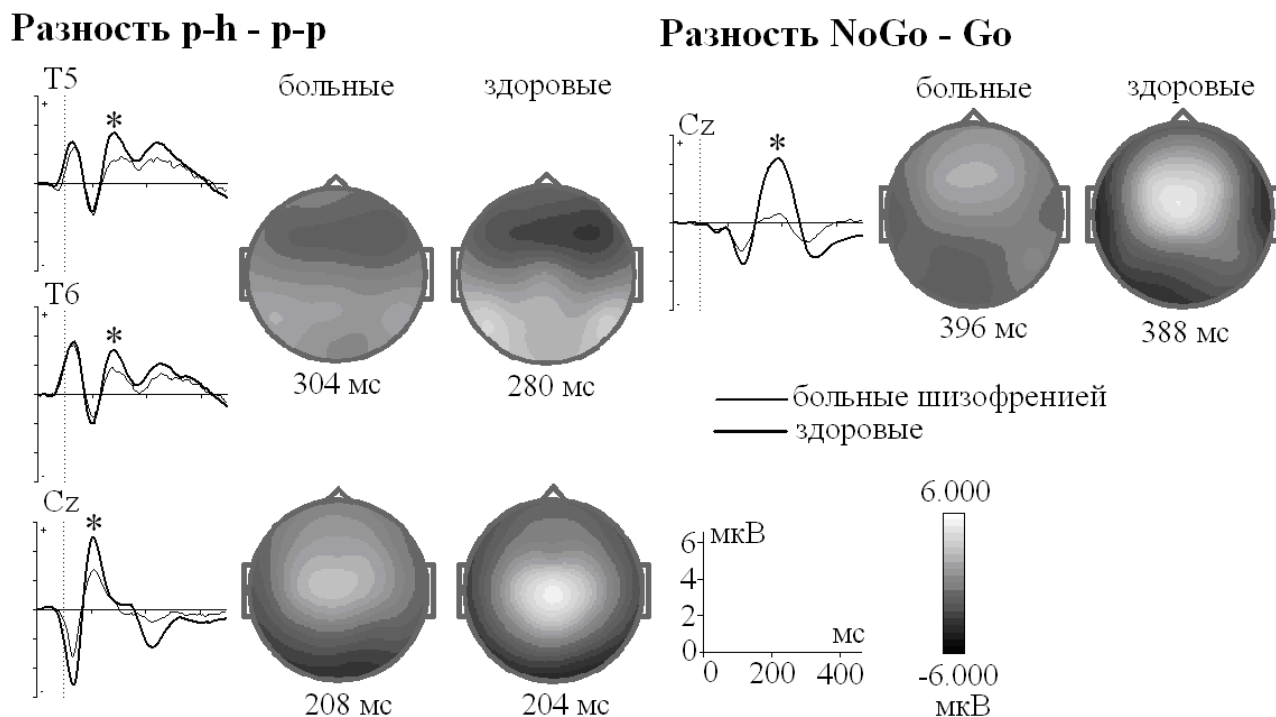 Разность p-h - p-p
T5
больные
здоровые
*
304 мс
280 мс
T6
*
Cz
*
208 мс
204 мс
Разность NoGo - Go
больные
здоровые
Cz
*
396 мс
388 мс
больные шизофренией
здоровые
мкВ
6
4
2
0
мс
0 200 400
6.000
-6.000
мкВ